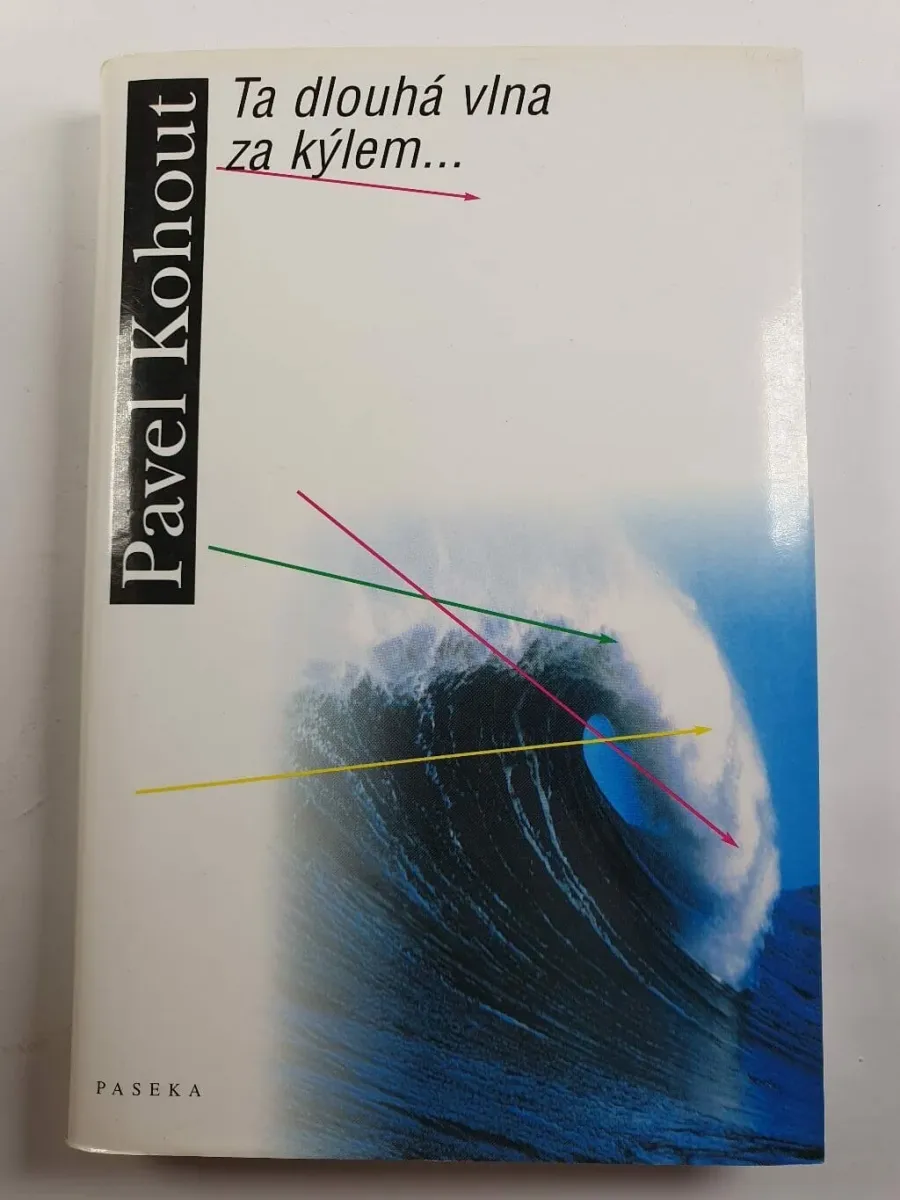 Ta dlouhá vlna
za kýlem...
Pavel Kohout
PASEKA